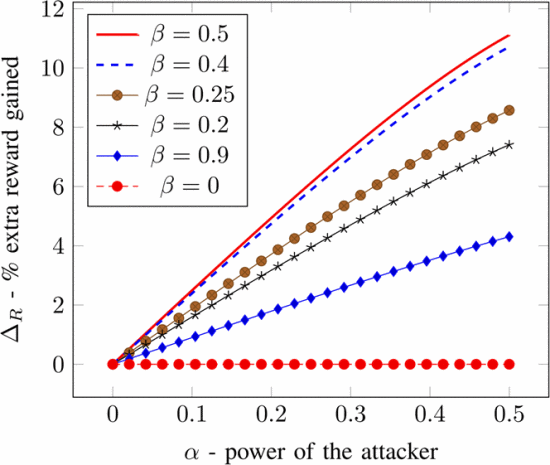 12
10
8
6
4
2
0
Δ_R - % extra reward gained
β = 0.5
β = 0.4
β = 0.25
β = 0.2
β = 0.9
β = 0
0 0.1 0.2 0.3 0.4 0.5
α - power of the attacker